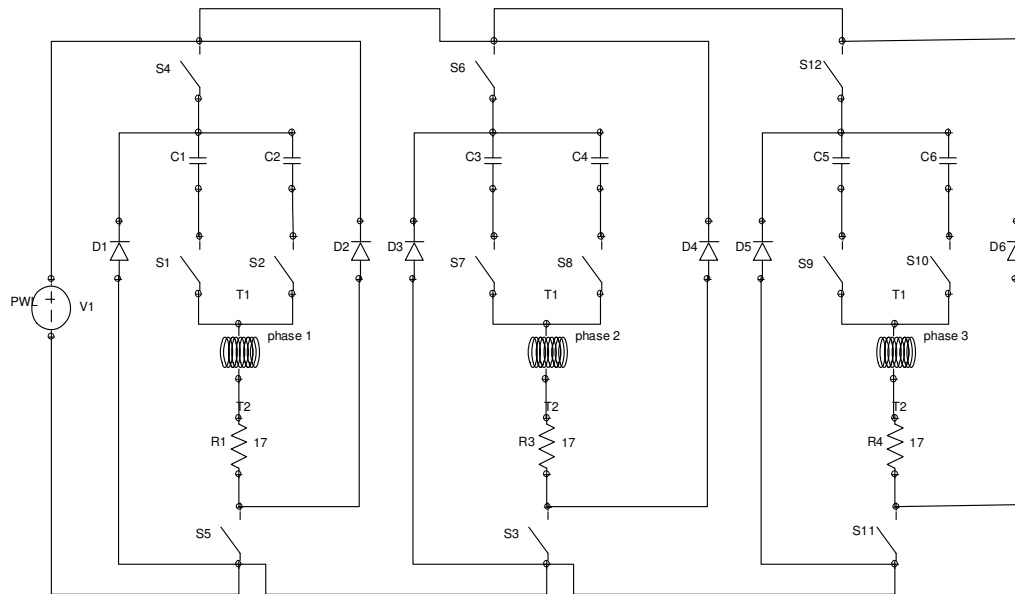 S4
S6
S12
C1
C2
C3
C4
C5
C6
D1
D2
D3
D4
D5
D6
S1
S2
S7
S8
S9
S10
PWL
V1
T1
T1
T1
phase 1
phase 2
phase 3
T2
T2
T2
R1
17
R3
17
R4
17
S5
S3
S11